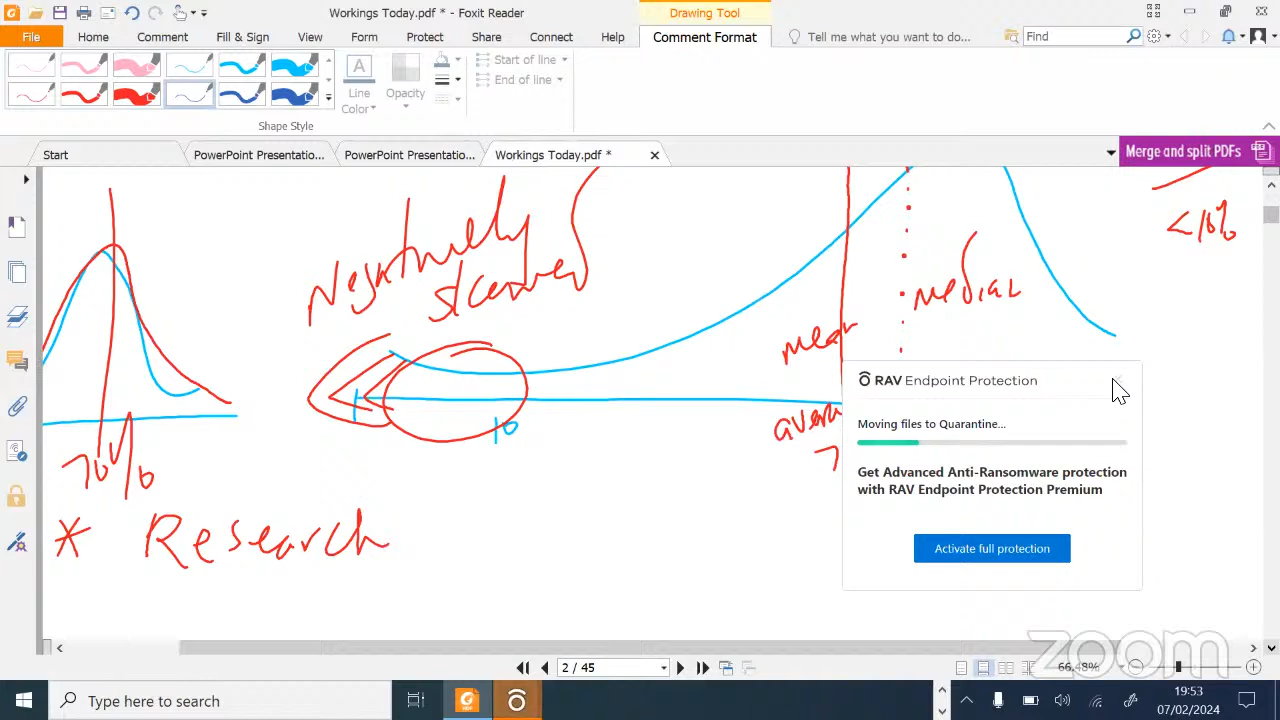 Workings Today.pdf * - Foxit Reader
Drawing Tool
File Home Comment Fill & Sign View Form Protect Share Connect Help Comment Format Tell me what you want to do... Find
Line Color
Opacity
Start of line
End of line
Shape Style
Start
PowerPoint Presentatio...
PowerPoint Presentatio...
Workings Today.pdf *
Merge and split PDFs
Negatively
skewed
<10%
median
mean
10
70%
* Research
RAV Endpoint Protection
Moving files to Quarantine...
Get Advanced Anti-Ransomware protection
with RAV Endpoint Protection Premium
Activate full protection
2 / 45
66.48%
zoom
Type here to search
19:53
07/02/2024